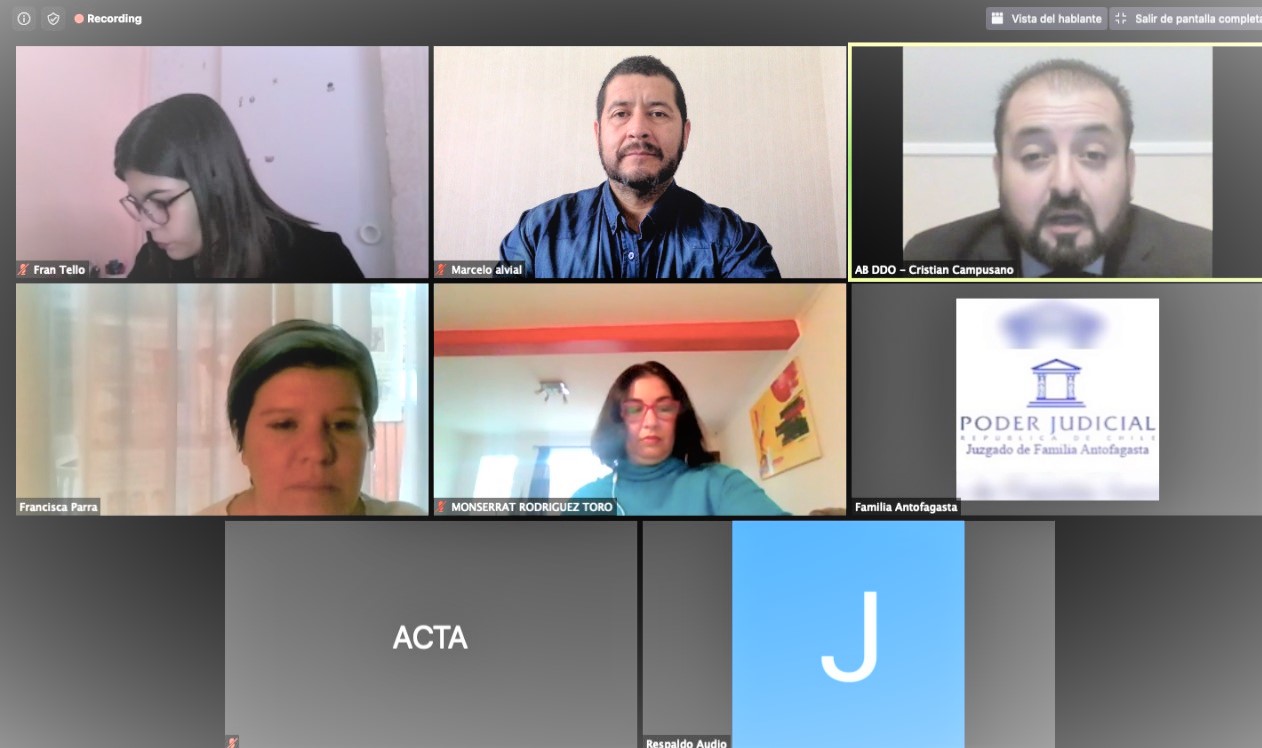 Recording
Vista del hablante
Salir de pantalla completa
Fran Tello
Marcelo alvial
AB DDO – Cristian Campusano
Francisca Parra
MONSERRAT RODRIGUEZ TORO
PODER JUDICIAL
REPUBLICA DE CHILE
Juzgado de Familia Antofagasta
Familia Antofagasta
ACTA
J
Respaldo Audio